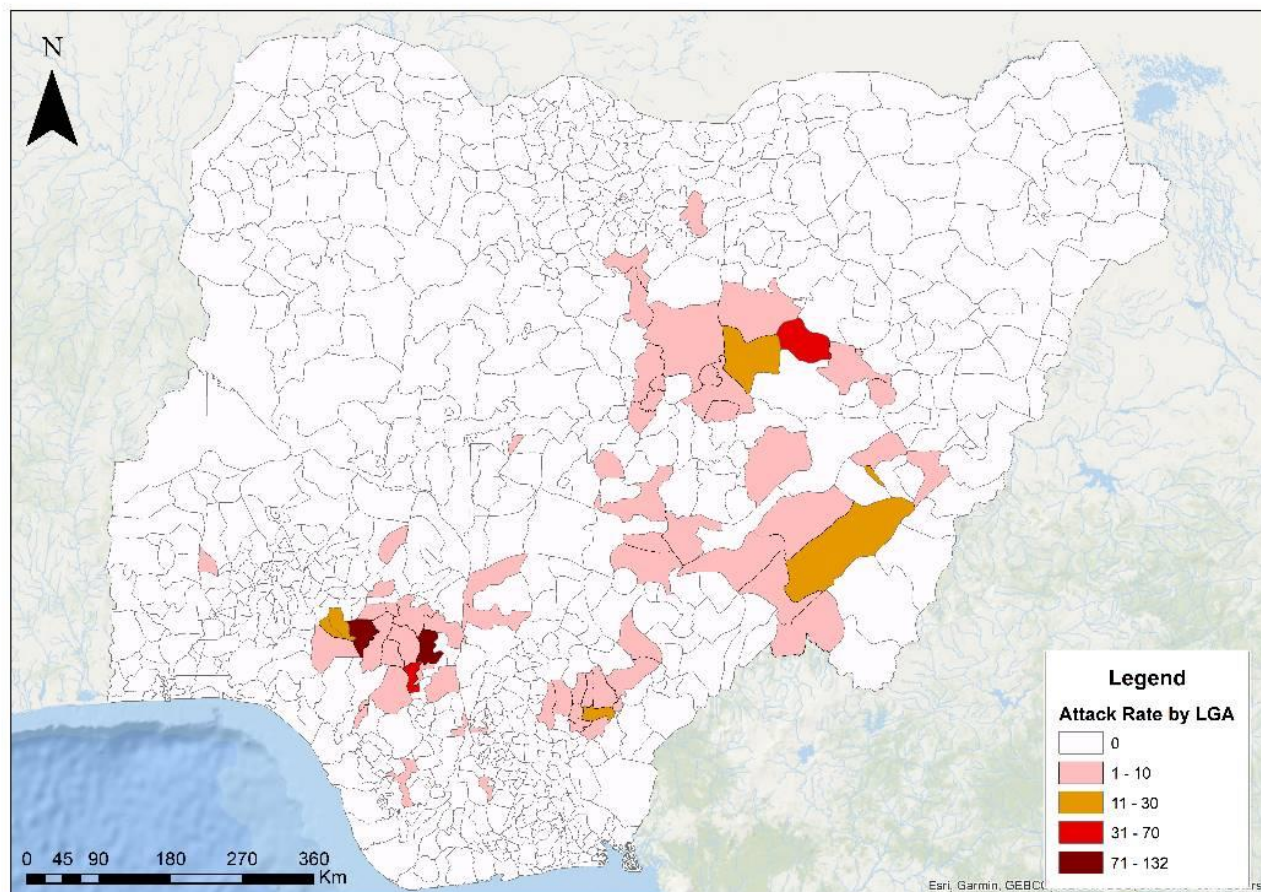 N
Legend
Attack Rate by LGA
0
1 - 10
11 - 30
31 - 70
71 - 132
0 45 90 180 270 360
Km
Esri, Garmin, GEBCO